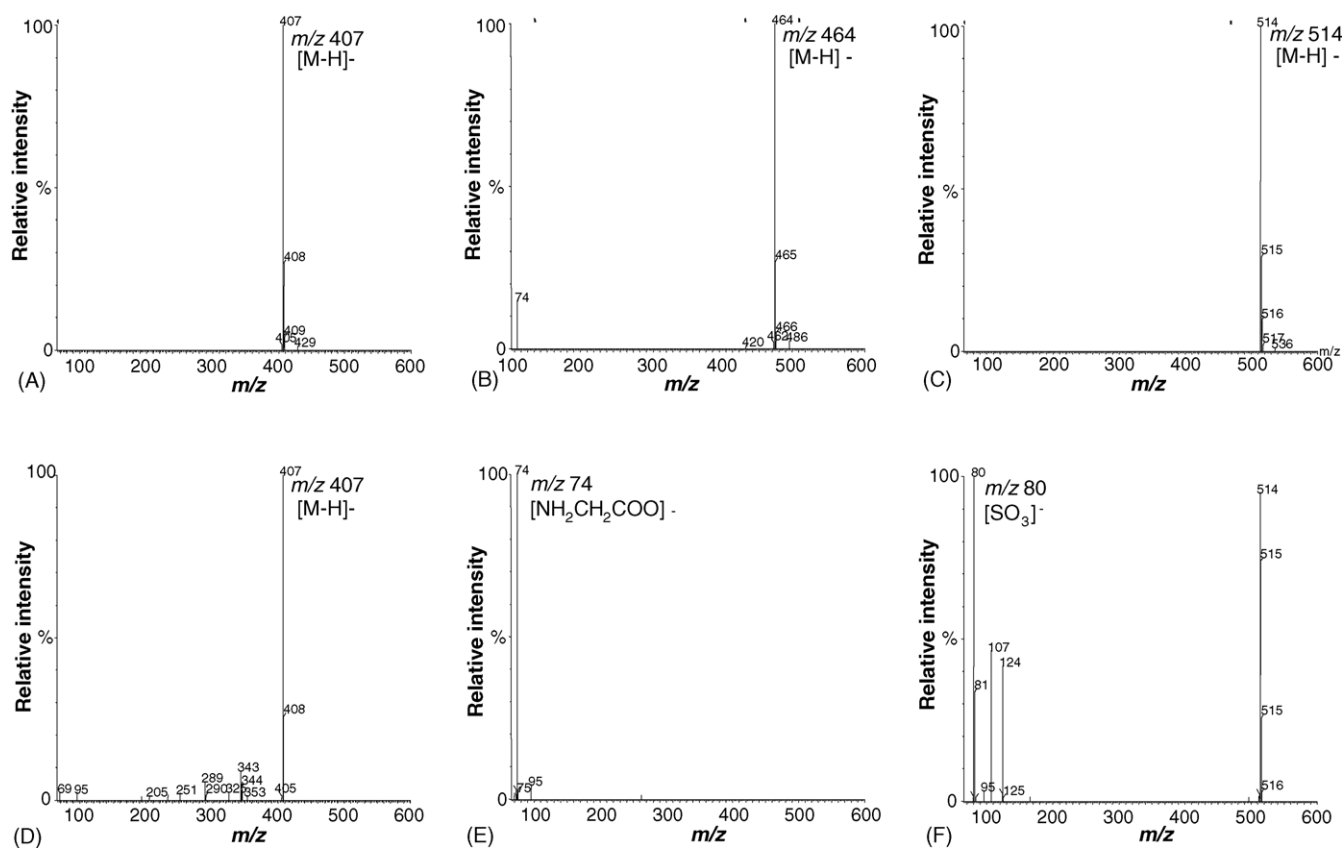 100
407
m/z 407
[M-H]-
408
409
405
429
Relative intensity
%
0
100 200 300 400 500 600
(A)
m/z
100
464
m/z 464
[M-H] -
465
74
466
462
486
420
Relative intensity
%
0
100 200 300 400 500 600
(B)
m/z
100
514
m/z 514
[M-H] -
515
516
517
536
m/z
Relative intensity
%
0
100 200 300 400 500 600
(C)
m/z
100
407
m/z 407
[M-H]-
408
343
289
344
69 95 205 251 290 325 353 405
Relative intensity
%
0
100 200 300 400 500 600
(D)
m/z
100
74
m/z 74
[NH₂CH₂COO] -
95
75
Relative intensity
%
0
100 200 300 400 500 600
(E)
m/z
100
80
m/z 80
[SO₃]-
514
515
107
124
81
515
95
125
516
Relative intensity
%
0
100 200 300 400 500 600
(F)
m/z